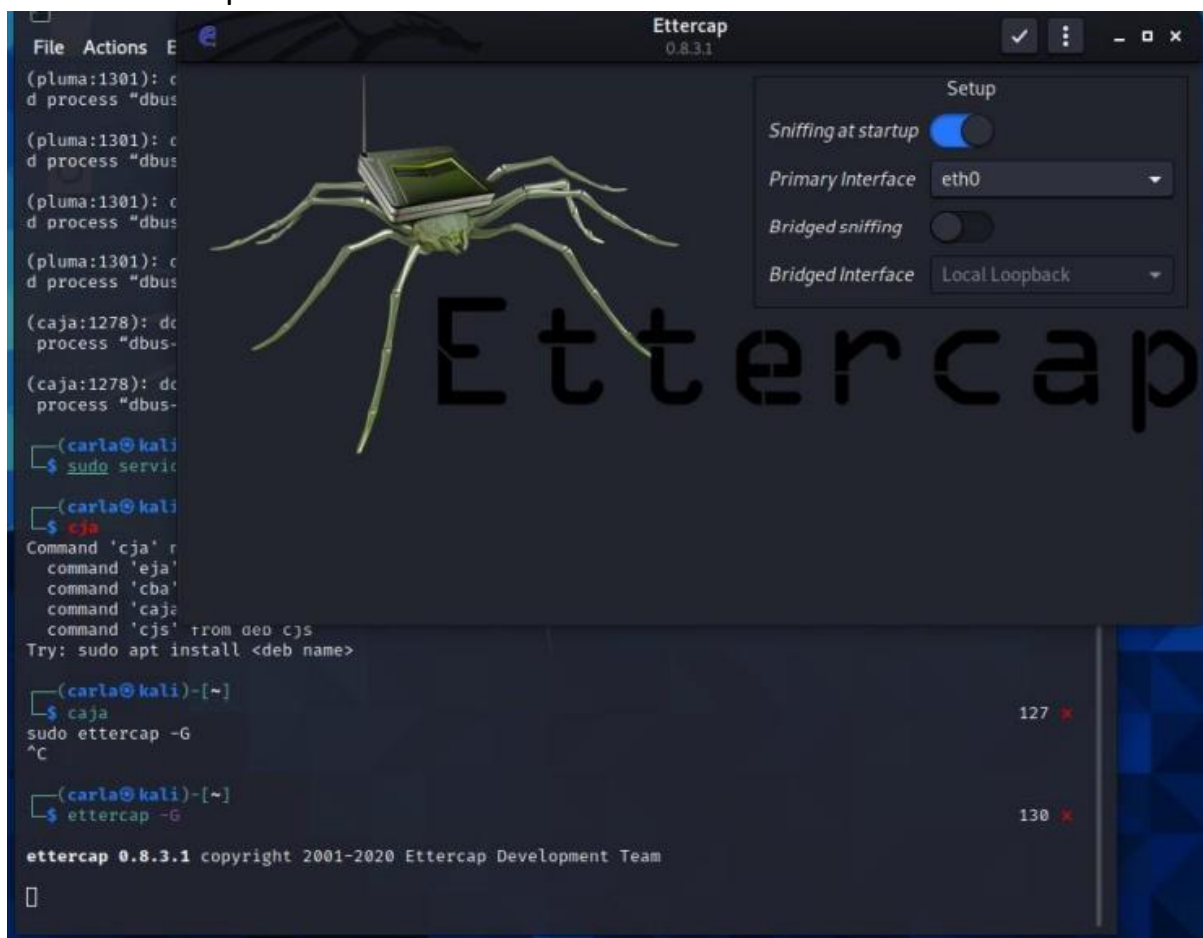 File Actions E
Ettercap
0.8.3.1
Setup
Sniffing at startup
Primary Interface eth0
Bridged sniffing
Bridged Interface Local Loopback
Ettercap
(pluma:1301):
d process “dbus
(pluma:1301):
d process “dbus
(pluma:1301):
d process “dbus
(pluma:1301):
d process “dbus
(caja:1278):
process “dbus-
(caja:1278):
process “dbus-
(carla㉿kali
$ sudo servic
(carla㉿kali
$ cja
Command 'cja'
command 'eja'
command 'cba'
command 'caja
command 'cjs' from deb cjs
Try: sudo apt install <deb name>
(carla㉿kali)-[~]
$ caja 127 ×
sudo ettercap -G
^C
(carla㉿kali)-[~]
$ ettercap -G 130 ×
ettercap 0.8.3.1 copyright 2001-2020 Ettercap Development Team